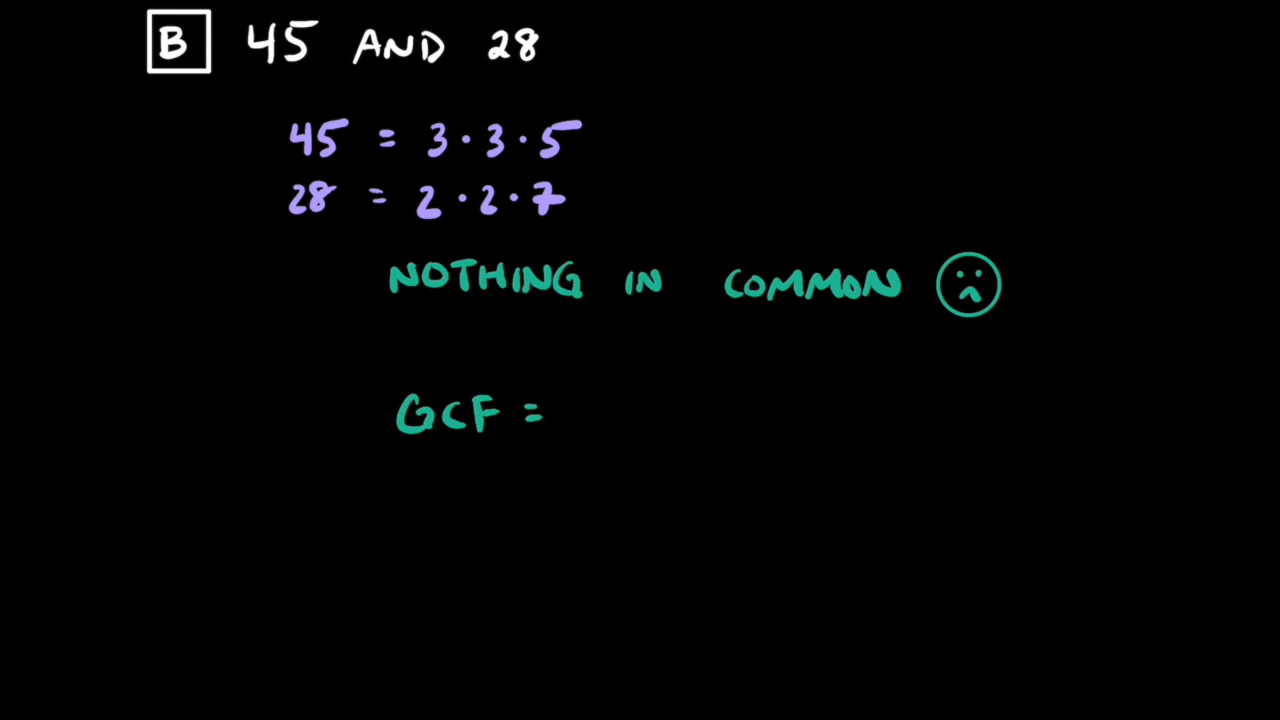 B 45 AND 28
45 = 3 · 3 · 5
28 = 2 · 2 · 7
NOTHING IN COMMON
GCF =